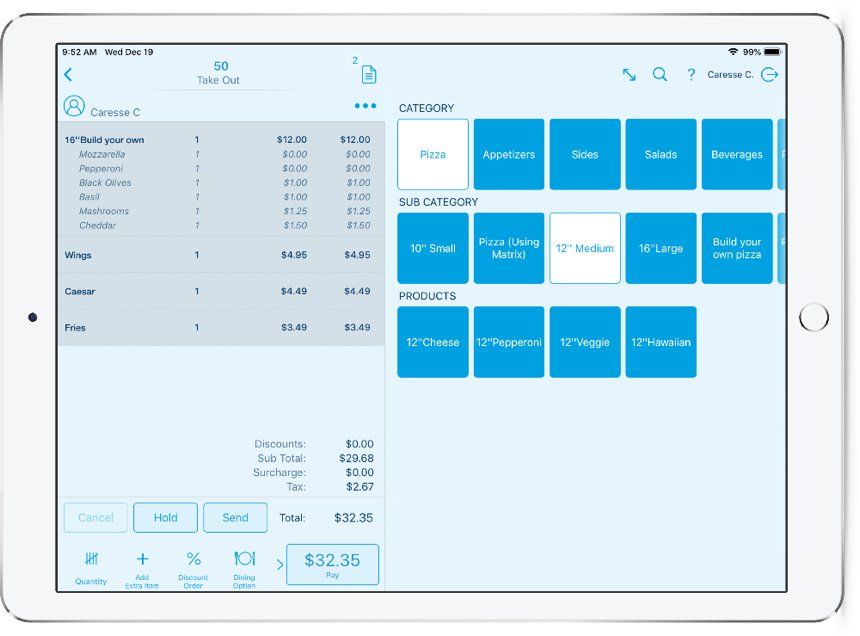 9:52 AM Wed Dec 19
99%
50
Take Out
2
? Caresse C.
Caresse C
16"Build your own 1 $12.00 $12.00
Mozzarella 1 $0.00 $0.00
Pepperoni 1 $0.00 $0.00
Black Olives 1 $1.00 $1.00
Basil 1 $1.00 $1.00
Mashrooms 1 $1.25 $1.25
Cheddar 1 $1.50 $1.50
Wings 1 $4.95 $4.95
Caesar 1 $4.49 $4.49
Fries 1 $3.49 $3.49
Discounts: $0.00
Sub Total: $29.68
Surcharge: $0.00
Tax: $2.67
Cancel Hold Send Total: $32.35
Quantity
Add
Extra Item
%
Discount
Order
Dining
Option
$32.35
Pay
CATEGORY
Pizza Appetizers Sides Salads Beverages
SUB CATEGORY
10" Small
Pizza (Using
Matrix)
12" Medium
16"Large
Build your
own pizza
PRODUCTS
12"Cheese 12"Pepperoni 12"Veggie 12"Hawaiian